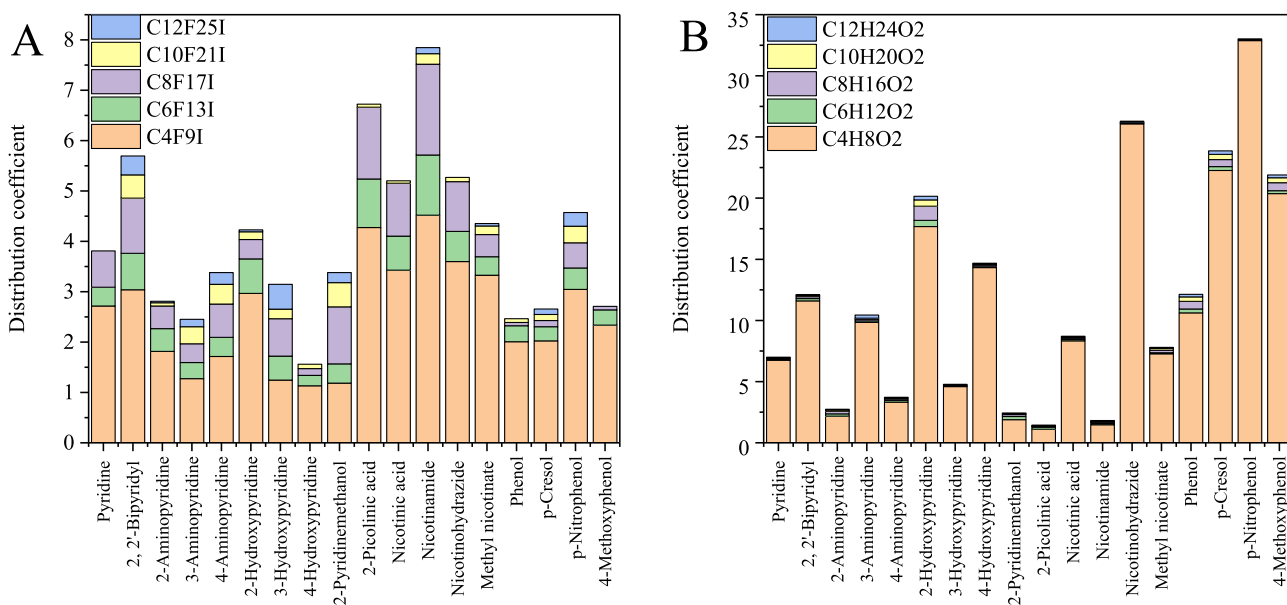 A
C12F25I
C10F21I
C8F17I
C6F13I
C4F9I
Distribution coefficient
8
7
6
5
4
3
2
1
0
Pyridine
2, 2'-Bipyridyl
2-Aminopyridine
3-Aminopyridine
4-Aminopyridine
2-Hydroxypyridine
3-Hydroxypyridine
4-Hydroxypyridine
2-Pyridinemethanol
2-Picolinic acid
Nicotinic acid
Nicotinamide
Nicotinohydrazide
Methyl nicotinate
Phenol
p-Cresol
p-Nitrophenol
4-Methoxyphenol
B
C12H24O2
C10H20O2
C8H16O2
C6H12O2
C4H8O2
Distribution coefficient
35
30
25
20
15
10
5
0
Pyridine
2, 2'-Bipyridyl
2-Aminopyridine
3-Aminopyridine
4-Aminopyridine
2-Hydroxypyridine
3-Hydroxypyridine
4-Hydroxypyridine
2-Pyridinemethanol
2-Picolinic acid
Nicotinic acid
Nicotinamide
Nicotinohydrazide
Methyl nicotinate
Phenol
p-Cresol
p-Nitrophenol
4-Methoxyphenol